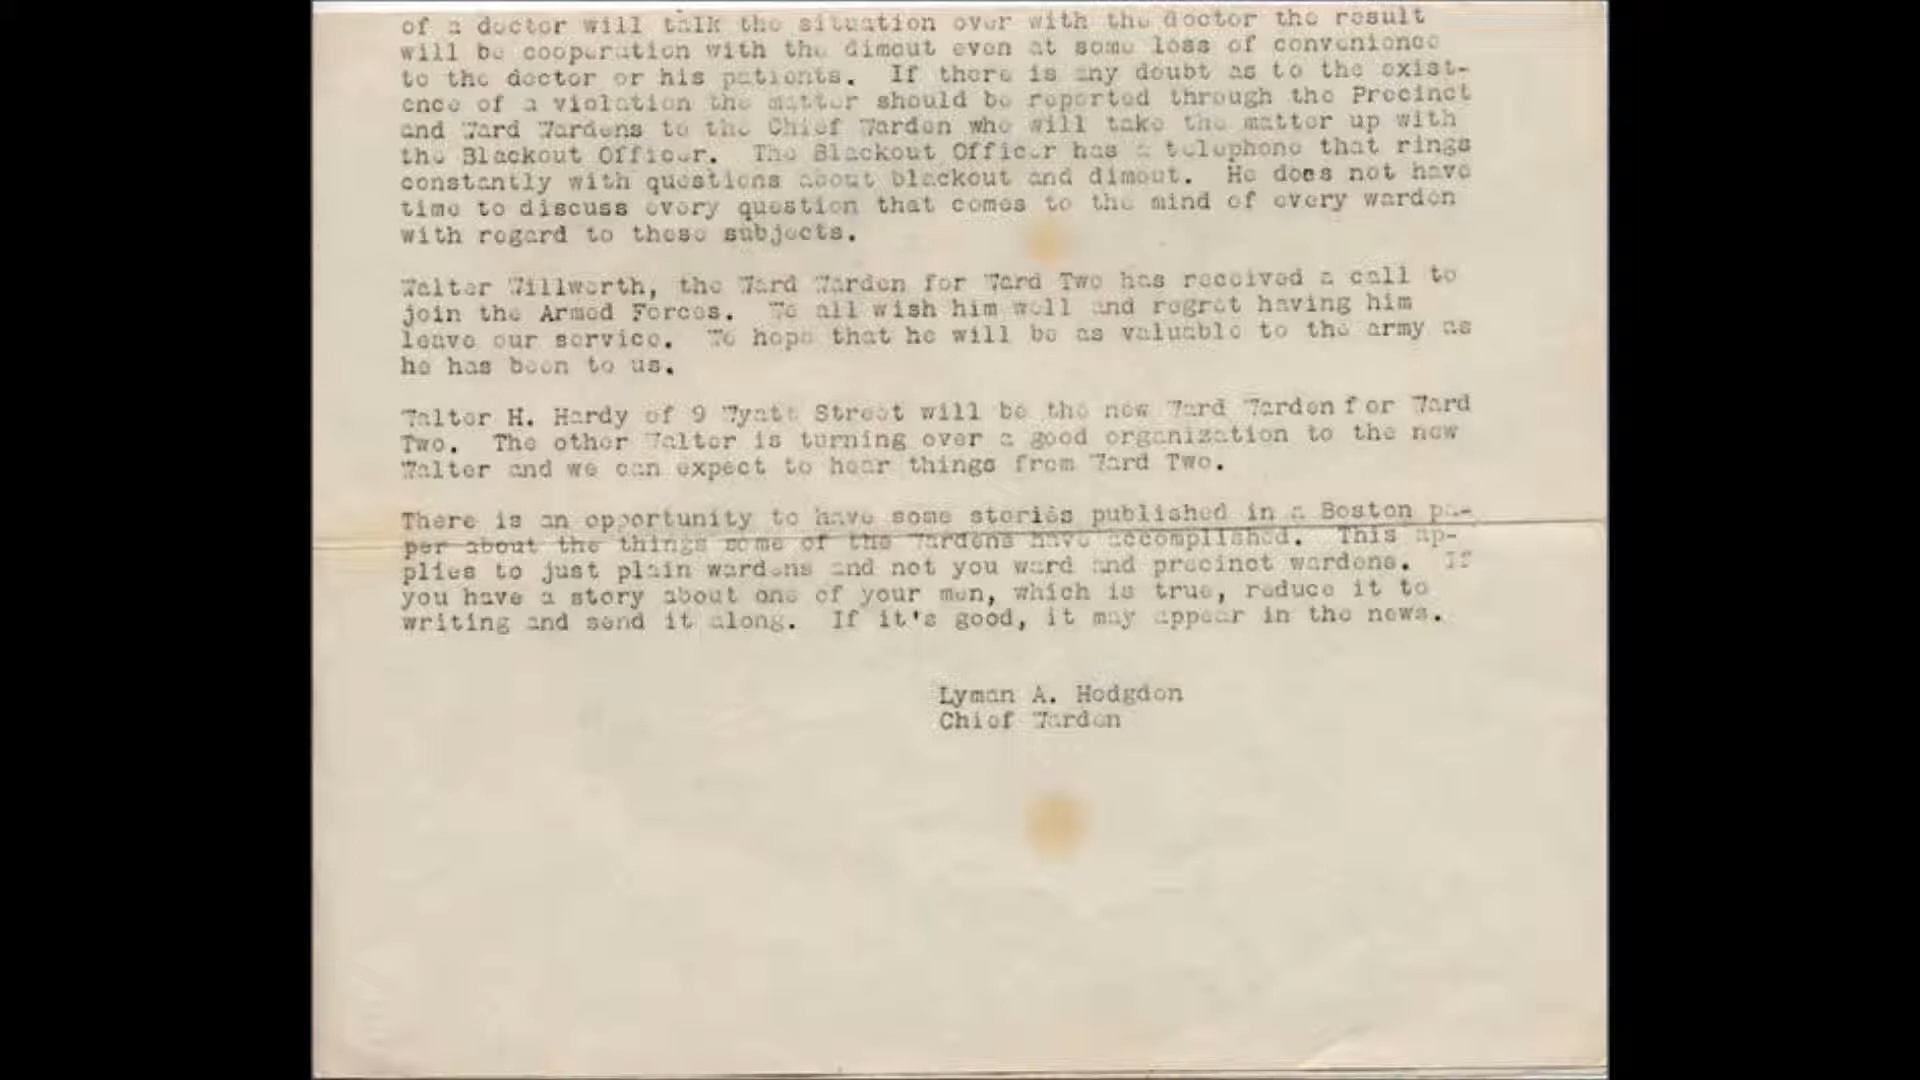 of a doctor will talk the situation over with the doctor the result
will be cooperation with the dimout even at some loss of convenience
to the doctor or his patients. If there is any doubt as to the exist-
ence of a violation the matter should be reported through the Precinct
and Ward Wardens to the Chief Warden who will take the matter up with
the Blackout Officer. The Blackout Officer has a telephone that rings
constantly with questions about blackout and dimout. He does not have
time to discuss every question that comes to the mind of every warden
with regard to these subjects.
Walter Willworth, the Ward Warden for Ward Two has received a call to
join the Armed Forces. We all wish him well and regret having him
leave our service. We hope that he will be as valuable to the army as
he has been to us.
Walter H. Hardy of 9 Wyatt Street will be the new Ward Warden for Ward
Two. The other Walter is turning over a good organization to the new
Walter and we can expect to hear things from Ward Two.
There is an opportunity to have some stories published in a Boston pa-
per about the things some of the Wardens have accomplished. This ap-
plies to just plain wardens and not you ward and precinct wardens. If
you have a story about one of your men, which is true, reduce it to
writing and send it along. If it's good, it may appear in the news.
Lyman A. Hodgdon
Chief Warden